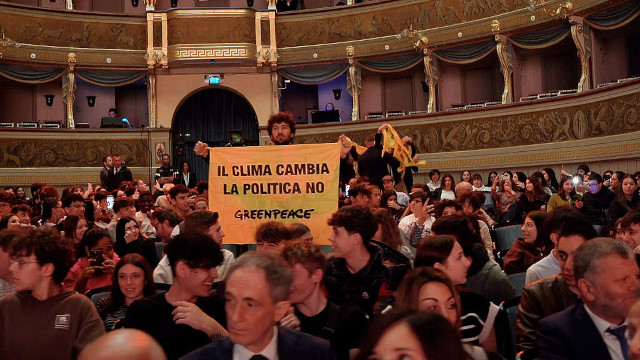 IL CLIMA CAMBIA
LA POLITICA NO
GREENPEACE